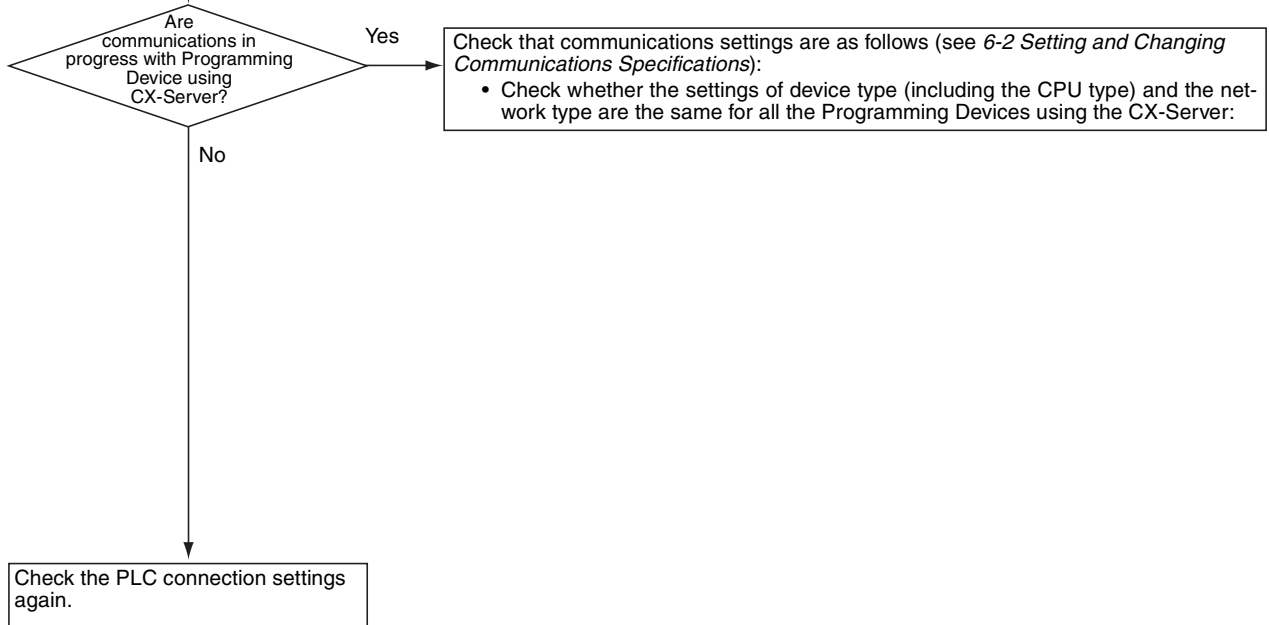 Are
communications in
progress with Programming
Device using
CX-Server?
Yes
Check that communications settings are as follows (see 6-2 Setting and Changing
Communications Specifications):
• Check whether the settings of device type (including the CPU type) and the net-
work type are the same for all the Programming Devices using the CX-Server:
No
Check the PLC connection settings
again.